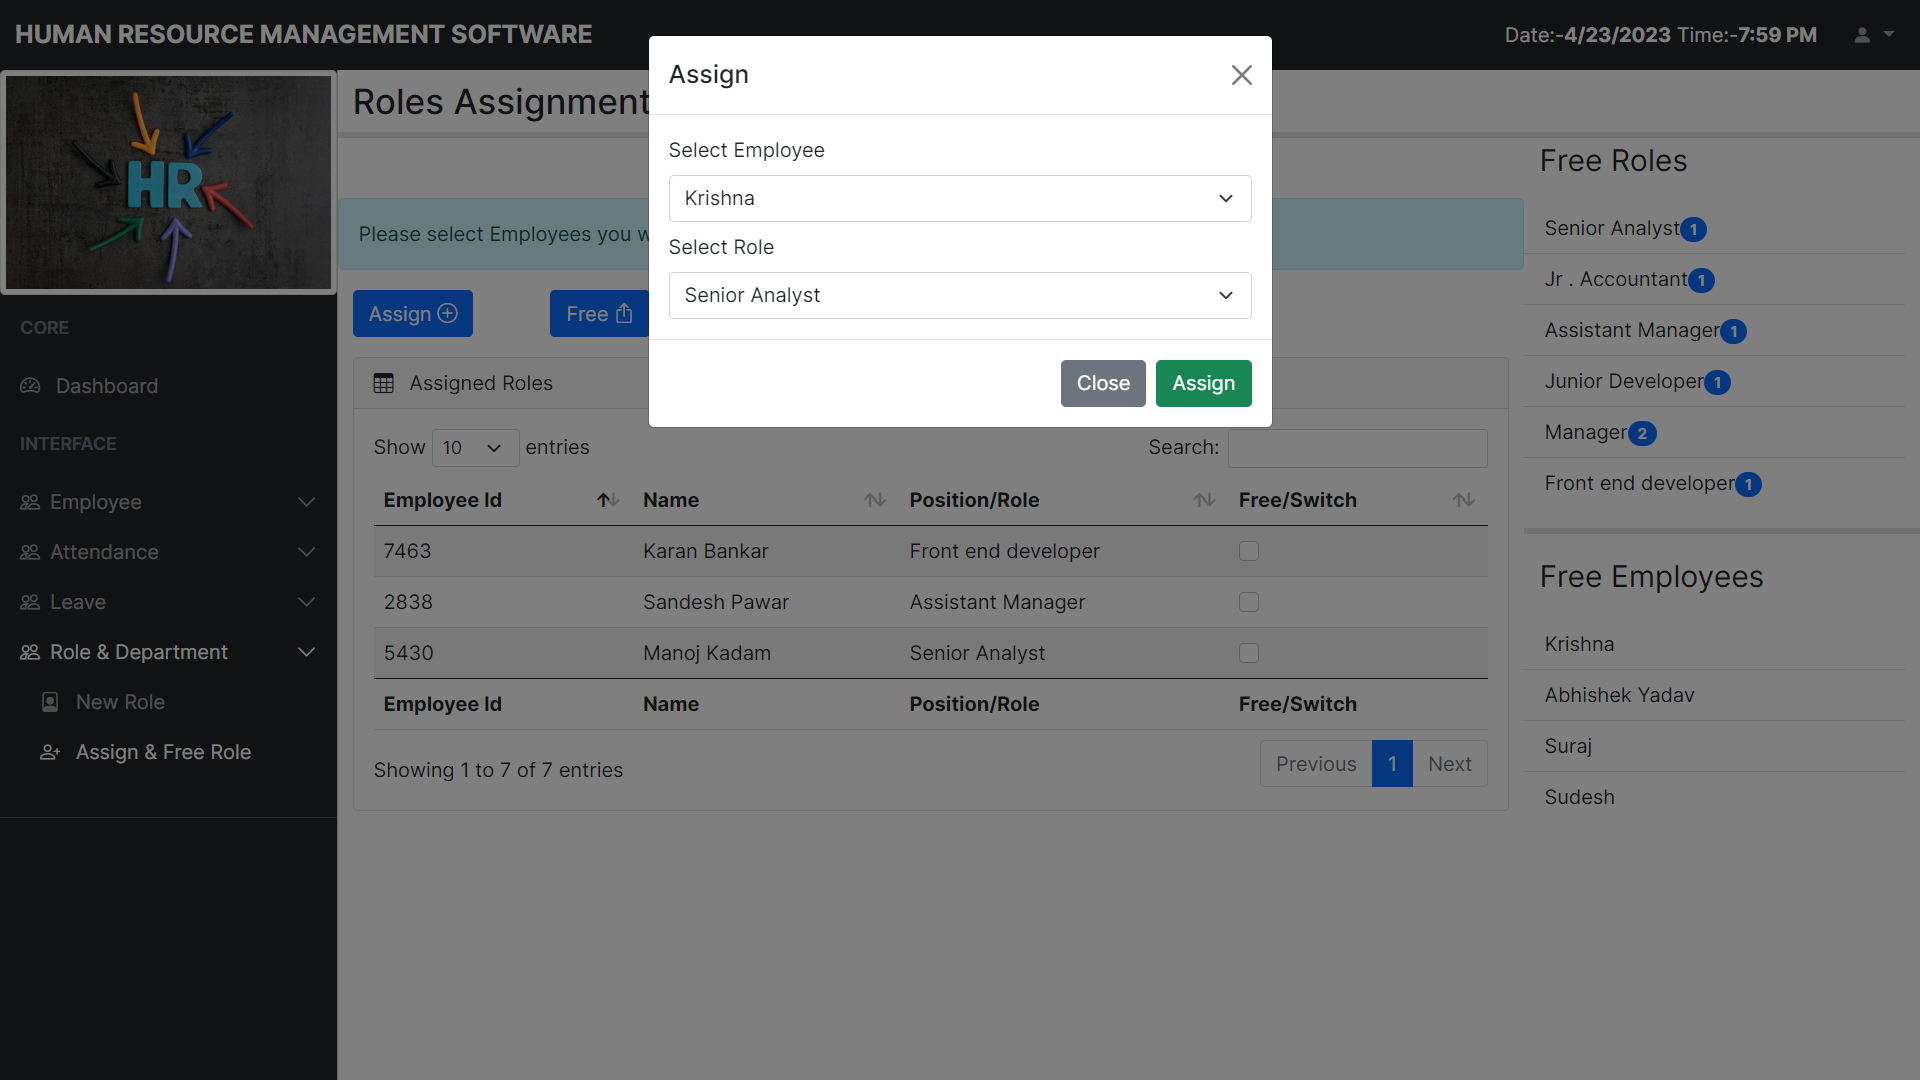 HUMAN RESOURCE MANAGEMENT SOFTWARE
Date:-4/23/2023 Time:-7:59 PM
HR
CORE
Dashboard
INTERFACE
Employee
Attendance
Leave
Role & Department
New Role
Assign & Free Role
Roles Assignment
Please select Employees you
Assign
Free
Assign
Select Employee
Krishna
Select Role
Senior Analyst
Close Assign
Assigned Roles
Show 10 entries
Search:
Employee Id Name Position/Role Free/Switch
7463 Karan Bankar Front end developer
2838 Sandesh Pawar Assistant Manager
5430 Manoj Kadam Senior Analyst
Employee Id Name Position/Role Free/Switch
Showing 1 to 7 of 7 entries
Previous 1 Next
Free Roles
Senior Analyst 1
Jr . Accountant 1
Assistant Manager 1
Junior Developer 1
Manager 2
Front end developer 1
Free Employees
Krishna
Abhishek Yadav
Suraj
Sudesh